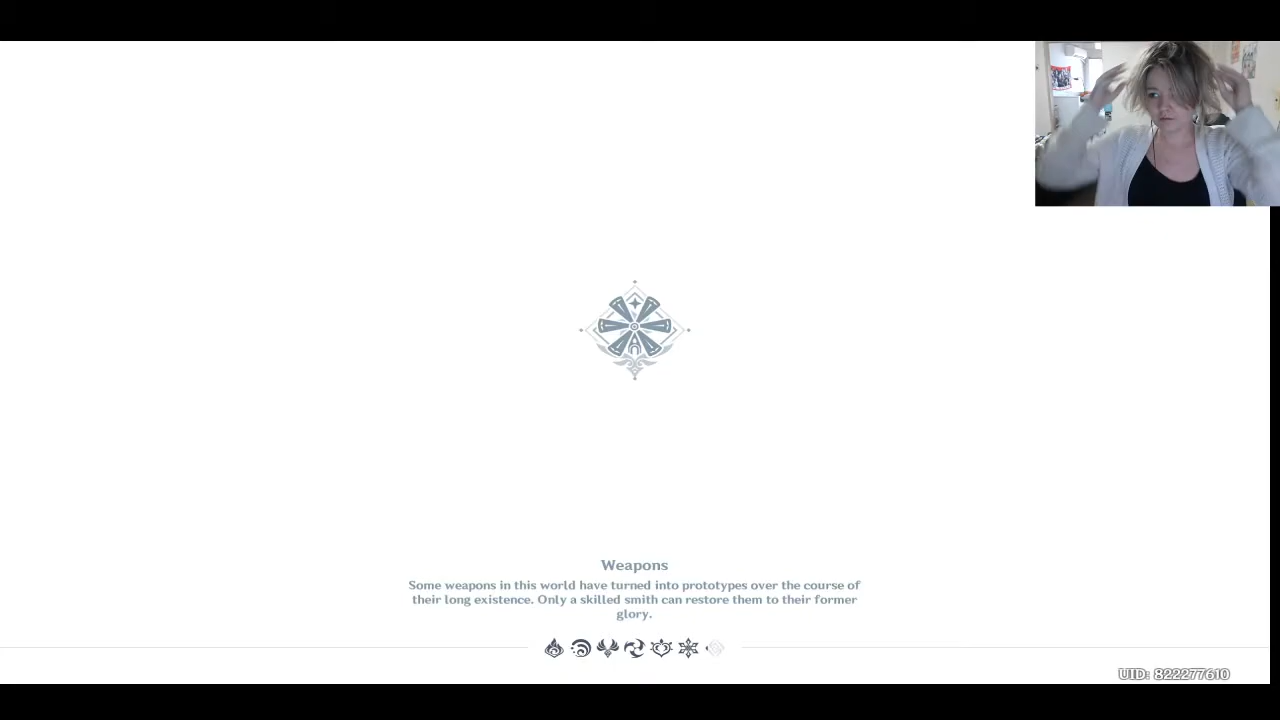 Weapons
Some weapons in this world have turned into prototypes over the course of
their long existence. Only a skilled smith can restore them to their former
glory.
UID: 822277610